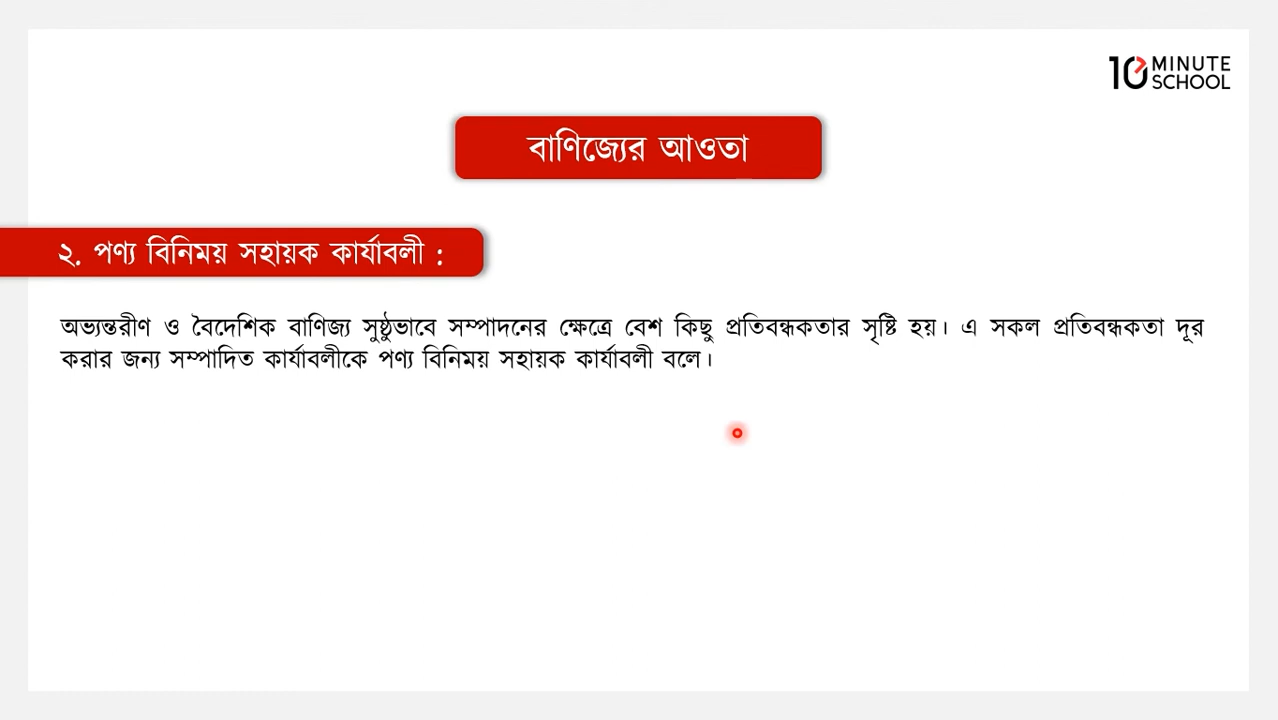 10 MINUTE SCHOOL
বাণিজ্যের আওতা
২. পণ্য বিনিময় সহায়ক কার্যাবলী :
অভ্যন্তরীণ ও বৈদেশিক বাণিজ্য সুষ্ঠুভাবে সম্পাদনের ক্ষেত্রে বেশ কিছু প্রতিবন্ধকতার সৃষ্টি হয়। এ সকল প্রতিবন্ধকতা দূর
করার জন্য সম্পাদিত কার্যাবলীকে পণ্য বিনিময় সহায়ক কার্যাবলী বলে।